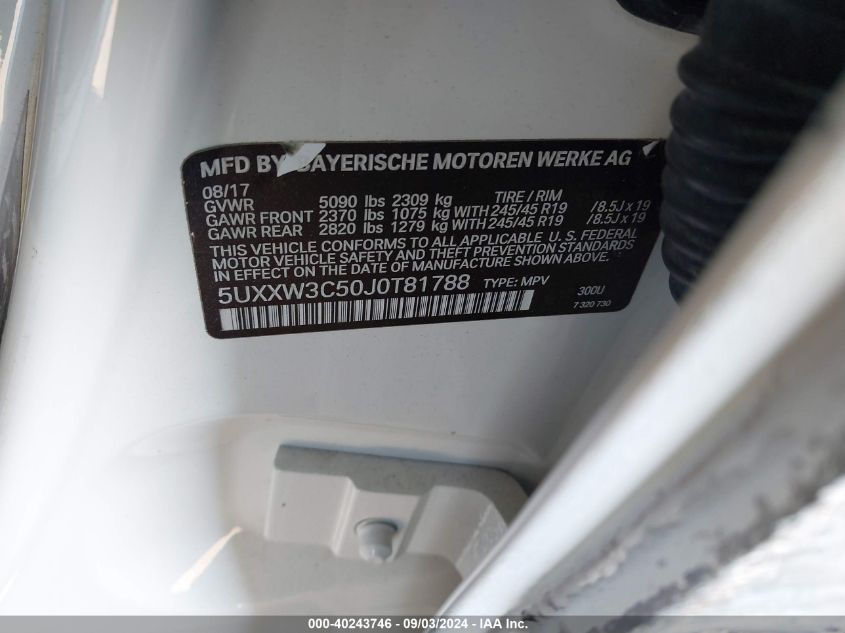 MFD BY BAYERISCHE MOTOREN WERKE AG
08/17 TIRE / RIM
GVWR 5090 lbs 2309 kg
GAWR FRONT 2370 lbs 1075 kg WITH 245/45 R19 /8.5J x 19
GAWR REAR 2820 lbs 1279 kg WITH 245/45 R19 /8.5J x 19
THIS VEHICLE CONFORMS TO ALL APPLICABLE U. S. FEDERAL
MOTOR VEHICLE SAFETY AND THEFT PREVENTION STANDARDS
IN EFFECT ON THE DATE OF MANUFACTURE SHOWN ABOVE.
5UXXW3C50J0T81788 TYPE: MPV 300U
7 320 730
000-40243746 - 09/03/2024 - IAA Inc.